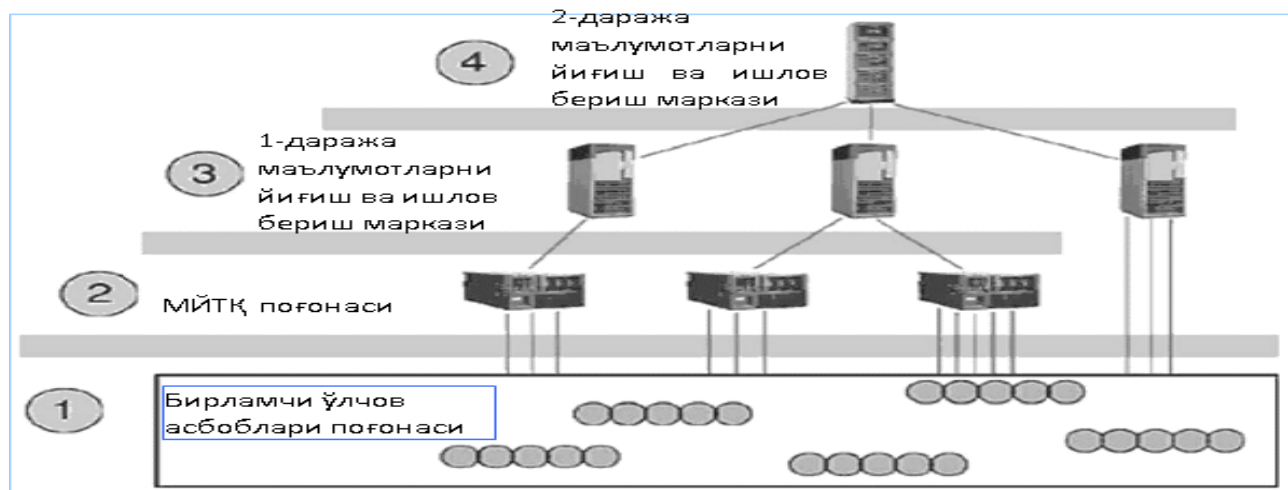 2-даража
маълумотларни
йиғиш ва ишлов
бериш маркази
4
1-даража
маълумотларни
йиғиш ва ишлов
бериш маркази
3
2
МЙТҚ поғонаси
1
Бирламчи ўлчов
асбоблари поғонаси